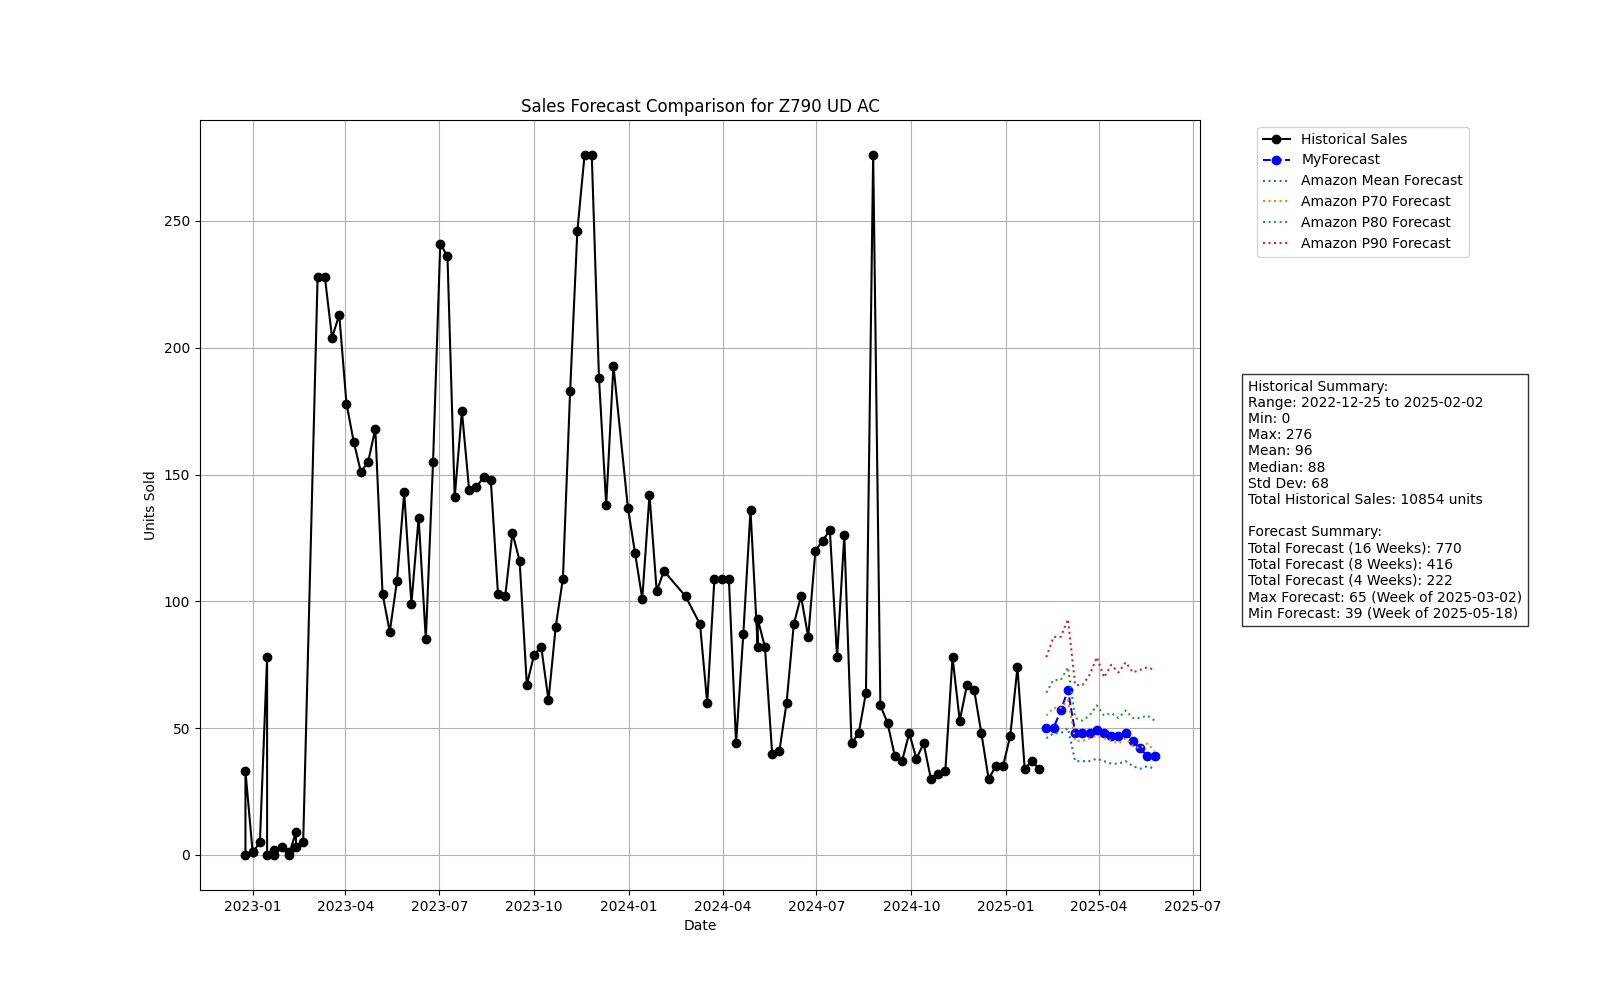 Sales Forecast Comparison for Z790 UD AC
Historical Sales
MyForecast
Amazon Mean Forecast
Amazon P70 Forecast
Amazon P80 Forecast
Amazon P90 Forecast
250
200
150
100
50
0
Units Sold
2023-01
2023-04
2023-07
2023-10
2024-01
2024-04
2024-07
2024-10
2025-01
2025-04
2025-07
Date
Historical Summary:
Range: 2022-12-25 to 2025-02-02
Min: 0
Max: 276
Mean: 96
Median: 88
Std Dev: 68
Total Historical Sales: 10854 units
Forecast Summary:
Total Forecast (16 Weeks): 770
Total Forecast (8 Weeks): 416
Total Forecast (4 Weeks): 222
Max Forecast: 65 (Week of 2025-03-02)
Min Forecast: 39 (Week of 2025-05-18)